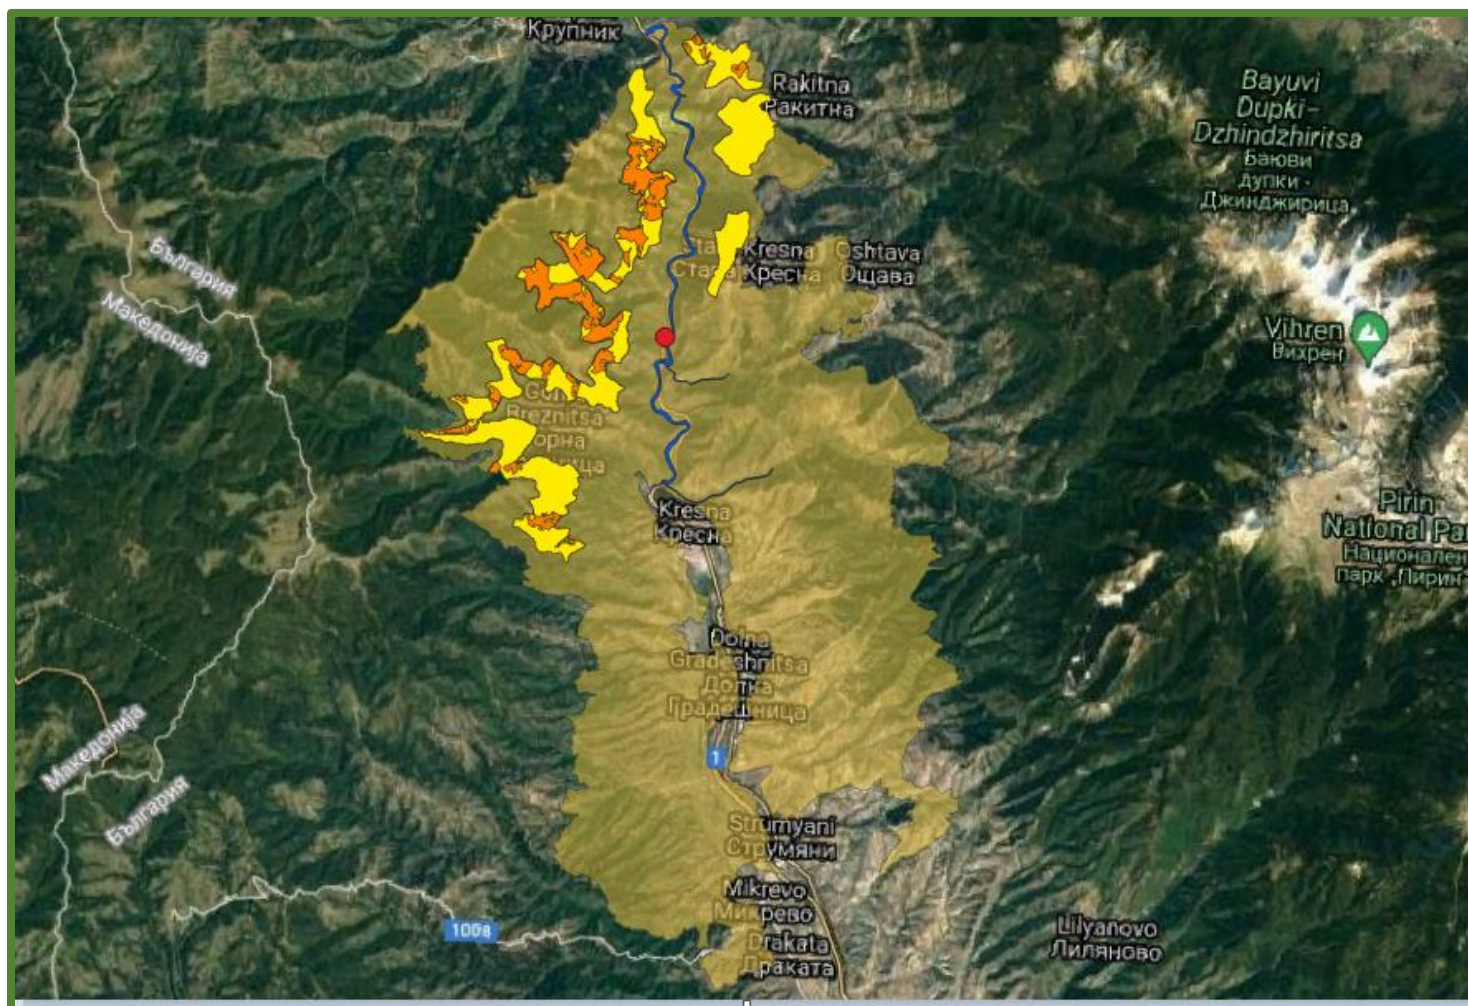 Крупник
Rakitna
Ракитна
Bayuvi
Dupki-
Dzhindzhiritsa
Баюви
дупки -
Джинджирица
България
Македонија
Kresna
Кресна
Oshtava
Ощава
Vihren
Вихрен
Breznitsa
Kresna
Кресна
Pirin
National Par
Национален
парк „Пирин
Dolna
Gradeshnitsa
Долна
Градешница
1
Македонија
България
Strumyani
Струмяни
Mikrevo
Микрево
1008
Drakata
Драката
Lilyanovo
Лиляново